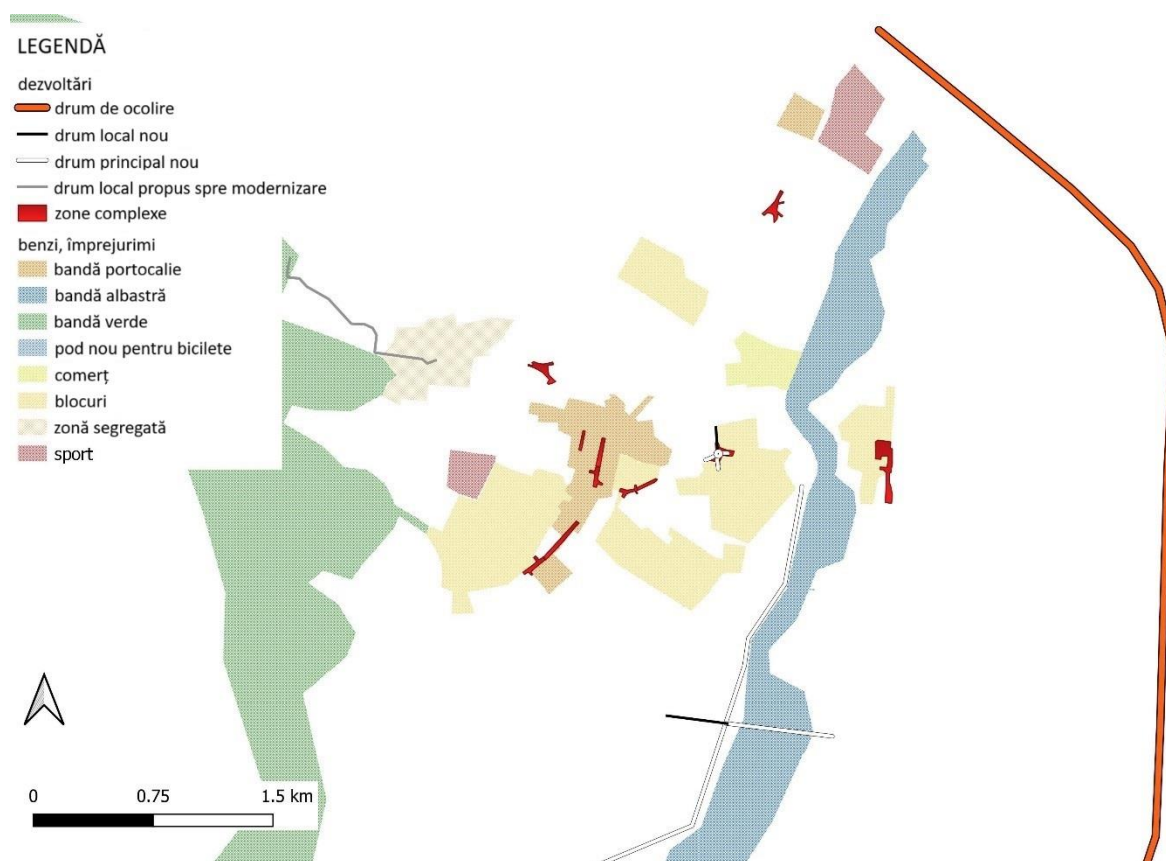 LEGENDĂ
dezvoltări
drum de ocolire
drum local nou
drum principal nou
drum local propus spre modernizare
zone complexe
benzi, împrejurimi
bandă portocalie
bandă albastră
bandă verde
pod nou pentru bicilete
comerț
blocuri
zonă segregată
sport
0 0.75 1.5 km